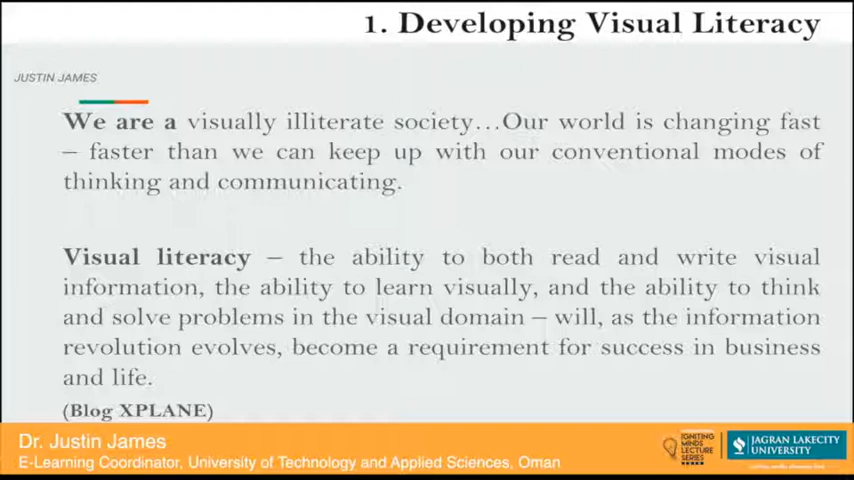 1. Developing Visual Literacy
JUSTIN JAMES
We are a visually illiterate society...Our world is changing fast
– faster than we can keep up with our conventional modes of
thinking and communicating.
Visual literacy – the ability to both read and write visual
information, the ability to learn visually, and the ability to think
and solve problems in the visual domain – will, as the information
revolution evolves, become a requirement for success in business
and life.
(Blog XPLANE)
Dr. Justin James
E-Learning Coordinator, University of Technology and Applied Sciences, Oman
IGNITING
MINDS
LECTURE
SERIES
JAGRAN LAKECITY
UNIVERSITY